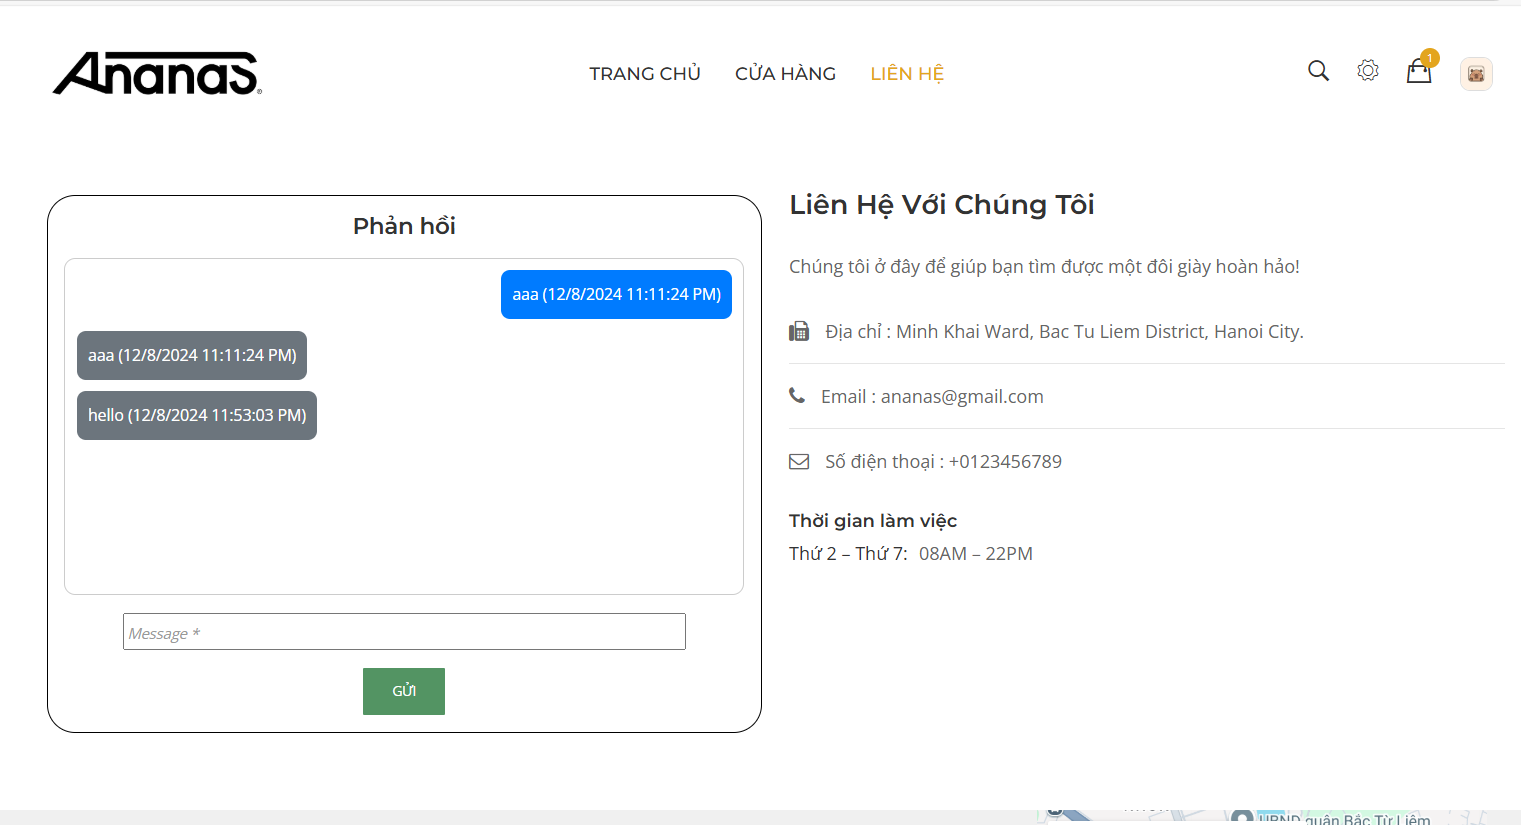 Ananas®
TRANG CHỦ CỬA HÀNG LIÊN HỆ
1
Phản hồi
aaa (12/8/2024 11:11:24 PM)
aaa (12/8/2024 11:11:24 PM)
hello (12/8/2024 11:53:03 PM)
Message *
GỬI
Liên Hệ Với Chúng Tôi
Chúng tôi ở đây để giúp bạn tìm được một đôi giày hoàn hảo!
Địa chỉ : Minh Khai Ward, Bac Tu Liem District, Hanoi City.
Email : ananas@gmail.com
Số điện thoại : +0123456789
Thời gian làm việc
Thứ 2 – Thứ 7: 08AM – 22PM
UBND quận Bắc Từ Liêm